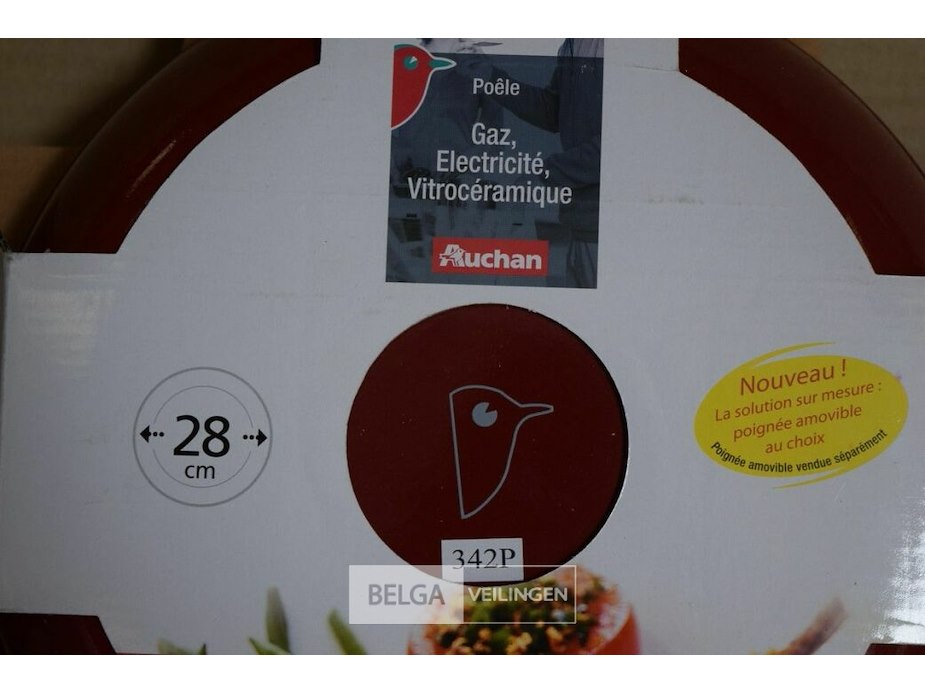 Poêle
Gaz,
Electricité,
Vitrocéramique
Auchan
28
cm
Nouveau !
La solution sur mesure :
poignée amovible
au choix
Poignée amovible vendue séparément
342P
BELGA VEILINGEN